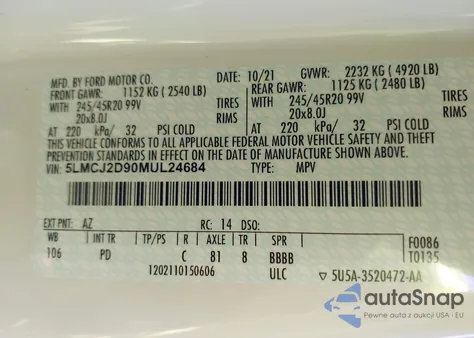 MFD. BY FORD MOTOR CO. DATE: 10/21 GVWR: 2232 KG ( 4920 LB)
FRONT GAWR: 1152 KG ( 2540 LB) REAR GAWR: 1125 KG ( 2480 LB)
WITH 245/45R20 99V TIRES WITH 245/45R20 99V TIRES
20x8.0J RIMS 20x8.0J RIMS
AT 220 kPa/ 32 PSI COLD AT 220 kPa/ 32 PSI COLD
THIS VEHICLE CONFORMS TO ALL APPLICABLE FEDERAL MOTOR VEHICLE SAFETY AND THEFT
PREVENTION STANDARDS IN EFFECT ON THE DATE OF MANUFACTURE SHOWN ABOVE.
VIN: 5LMCJ2D90MUL24684 TYPE: MPV
EXT PNT: AZ RC: 14 DSO:
WB INT TR TP/PS R AXLE TR SPR F0086
106 PD C 81 8 BBBB T0135
1202110150606 ULC 5U5A-3520472-AA
autoSnap
Pewne auta z aukcji USA - EU